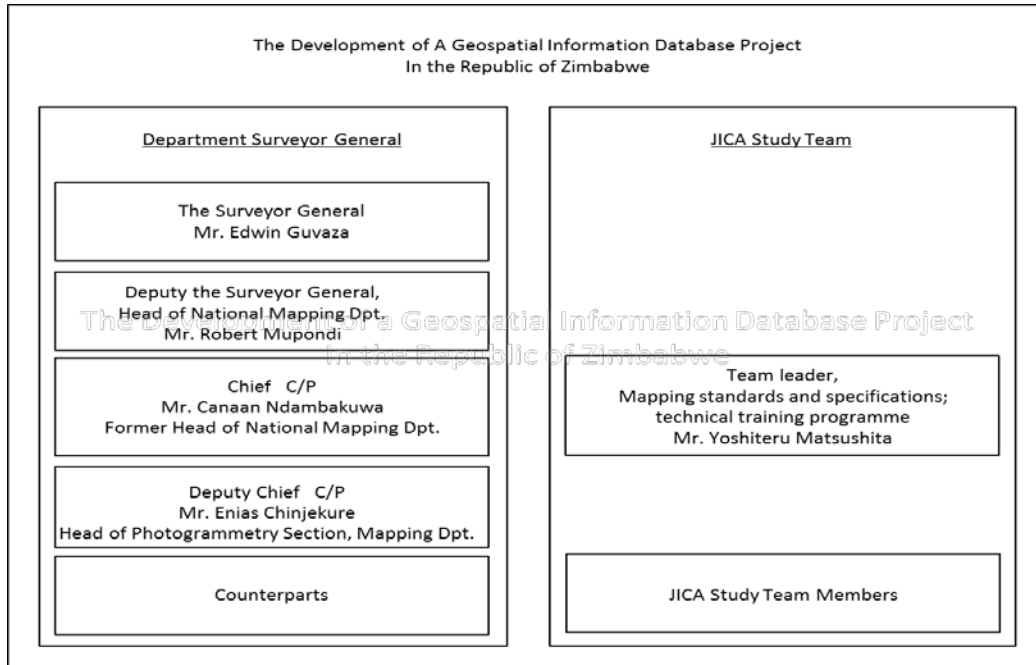 The Development of A Geospatial Information Database Project
In the Republic of Zimbabwe
Department Surveyor General
The Surveyor General
Mr. Edwin Guvaza
Deputy the Surveyor General,
Head of National Mapping Dpt.
Mr. Robert Mupondi
Chief C/P
Mr. Canaan Ndambakuwa
Former Head of National Mapping Dpt.
Deputy Chief C/P
Mr. Enias Chinjekure
Head of Photogrammetry Section, Mapping Dpt.
Counterparts
JICA Study Team
Team leader,
Mapping standards and specifications;
technical training programme
Mr. Yoshiteru Matsushita
JICA Study Team Members
The Development of a Geospatial Information Database Project
In the Republic of Zimbabwe